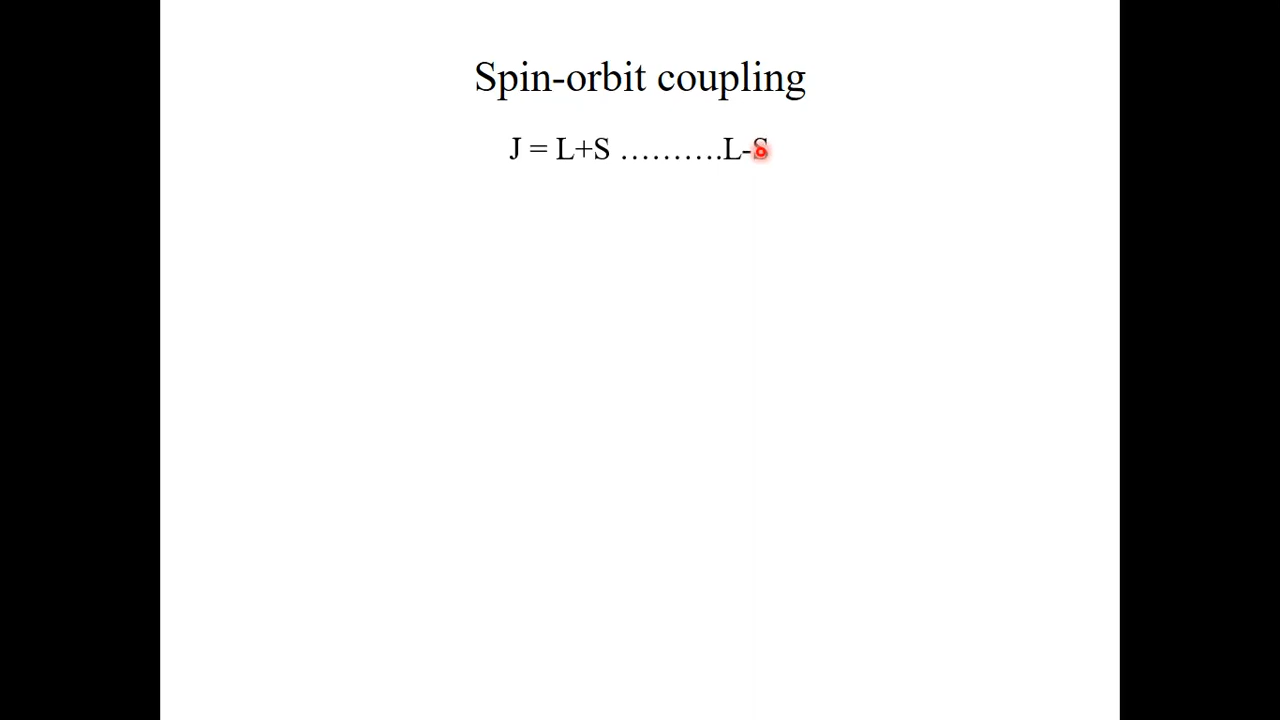 Spin-orbit coupling
J = L+S ……….L-S